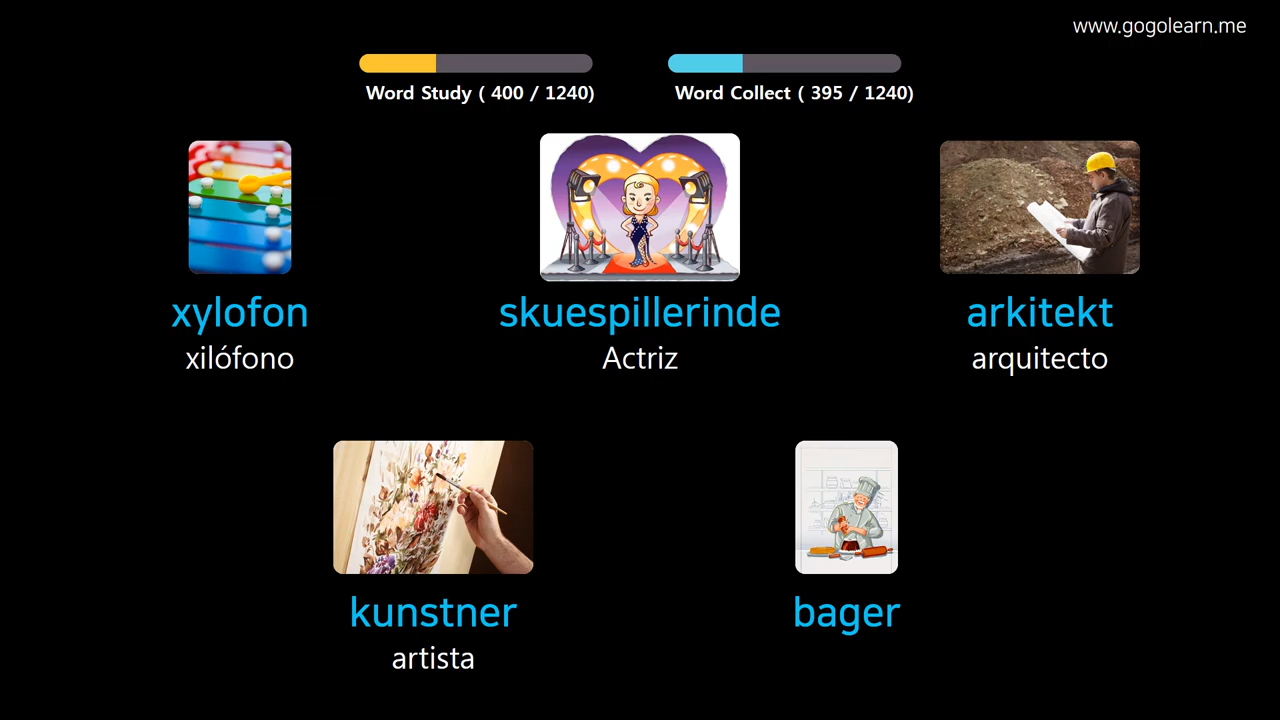 www.gogolearn.me
Word Study ( 400 / 1240)
Word Collect ( 395 / 1240)
xylofon
xilófono
skuespillerinde
Actriz
arkitekt
arquitecto
kunstner
artista
bager